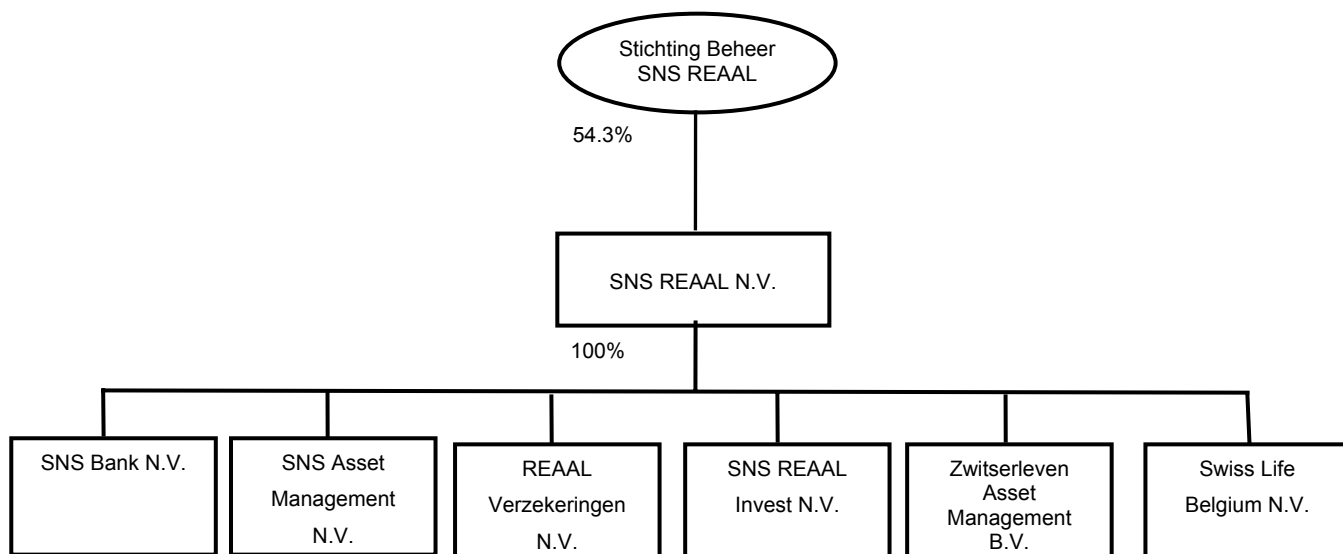 Stichting Beheer
SNS REAAL
54.3%
SNS REAAL N.V.
100%
SNS Bank N.V.
SNS Asset
Management
N.V.
REAAL
Verzekeringen
N.V.
SNS REAAL
Invest N.V.
Zwitserleven
Asset
Management
B.V.
Swiss Life
Belgium N.V.